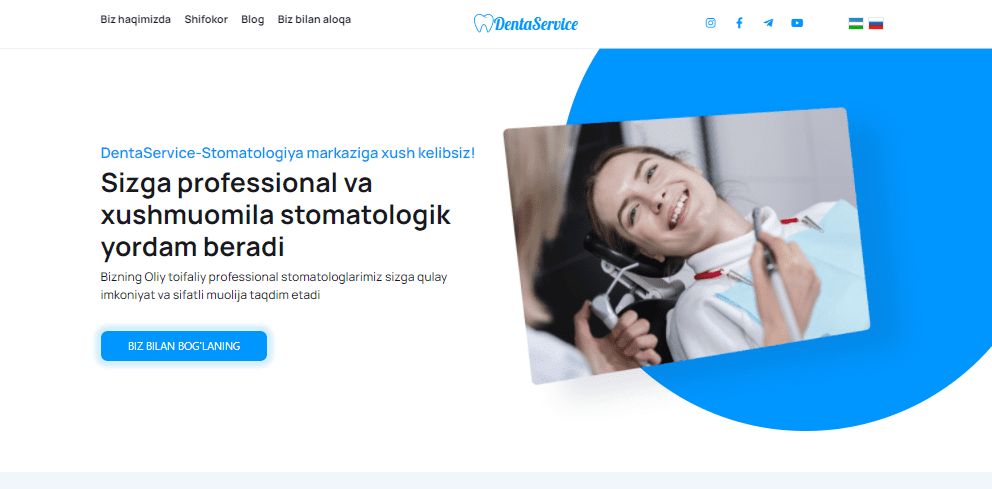 Biz haqimizda Shifokor Blog Biz bilan aloqa
DentaService
DentaService-Stomatologiya markaziga xush kelibsiz!
Sizga professional va
xushmuomila stomatologik
yordam beradi
Bizning Oliy toifaliy professional stomatologlarimiz sizga qulay
imkoniyat va sifatli muolija taqdim etadi
BIZ BILAN BOG'LANING